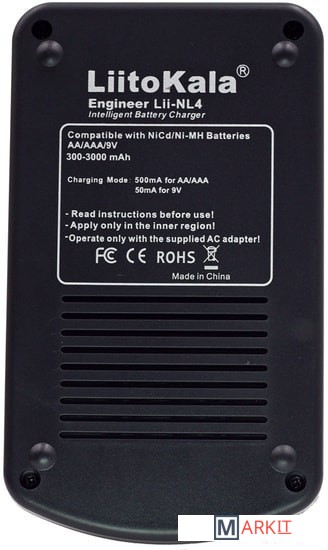 LiitoKala®
Engineer Lii-NL4
Intelligent Battery Charger
Compatible with NiCd/Ni-MH Batteries
AA/AAA/9V
300-3000 mAh
Charging Mode: 500mA for AA/AAA
50mA for 9V
- Read instructions before use!
- Apply only in the inner region!
-Operate only with the supplied AC adapter!
FC CE ROHS
Made in China
MARKIT